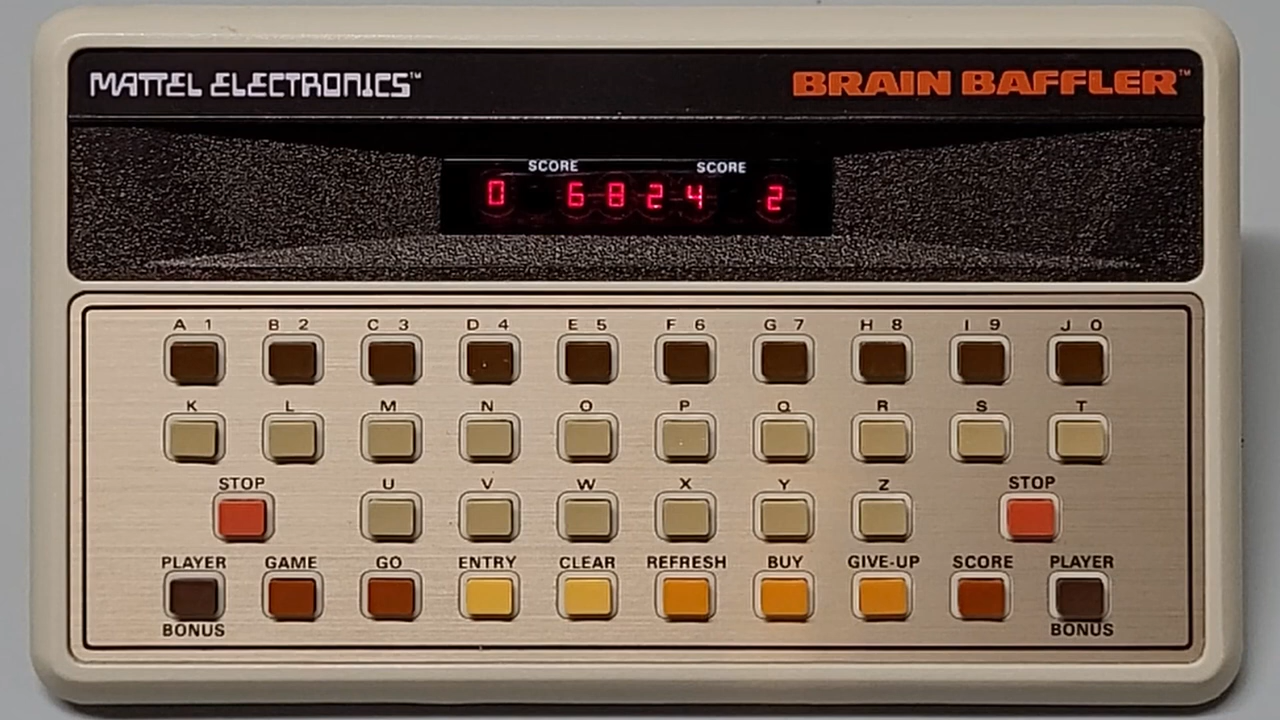 MATTEL ELECTRONICS™ BRAIN BAFFLER™
SCORE SCORE
0 6824 2
A 1 B 2 C 3 D 4 E 5 F 6 G 7 H 8 I 9 J 0
K L M N O P Q R S T
STOP U V W X Y Z STOP
PLAYER GAME GO ENTRY CLEAR REFRESH BUY GIVE-UP SCORE PLAYER
BONUS BONUS